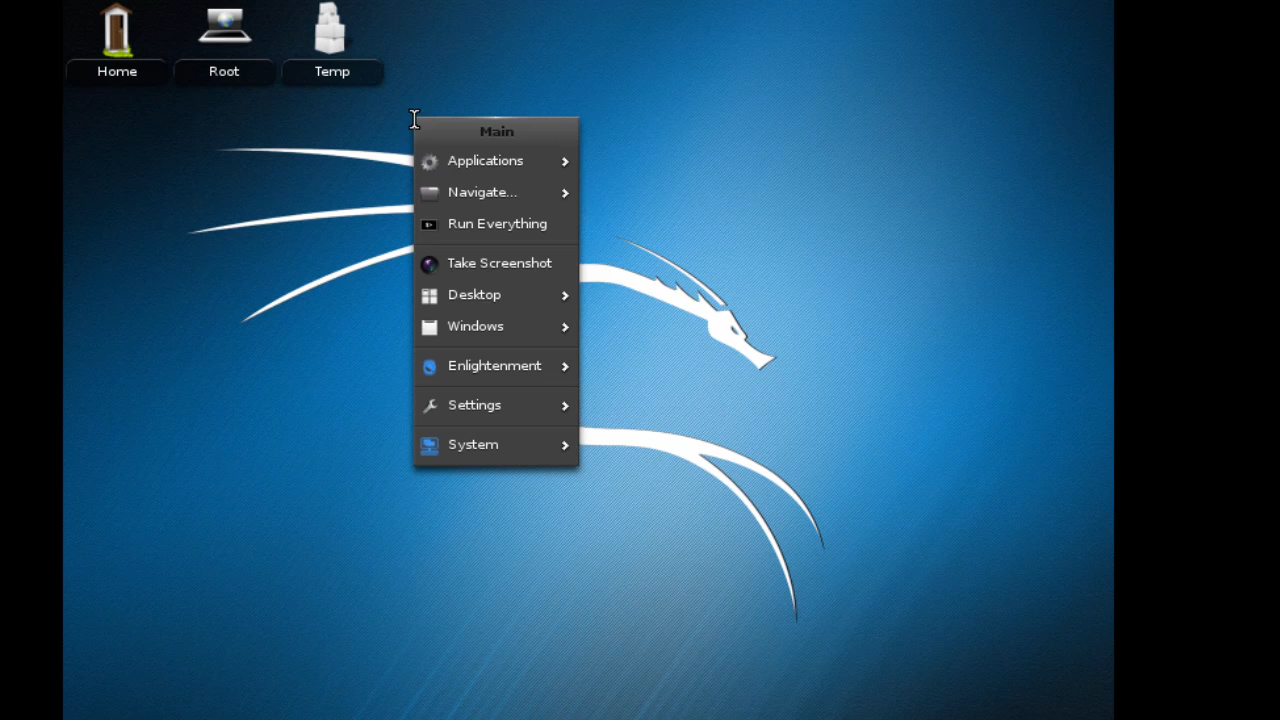 Home
Root
Temp
Main
Applications
Navigate...
Run Everything
Take Screenshot
Desktop
Windows
Enlightenment
Settings
System